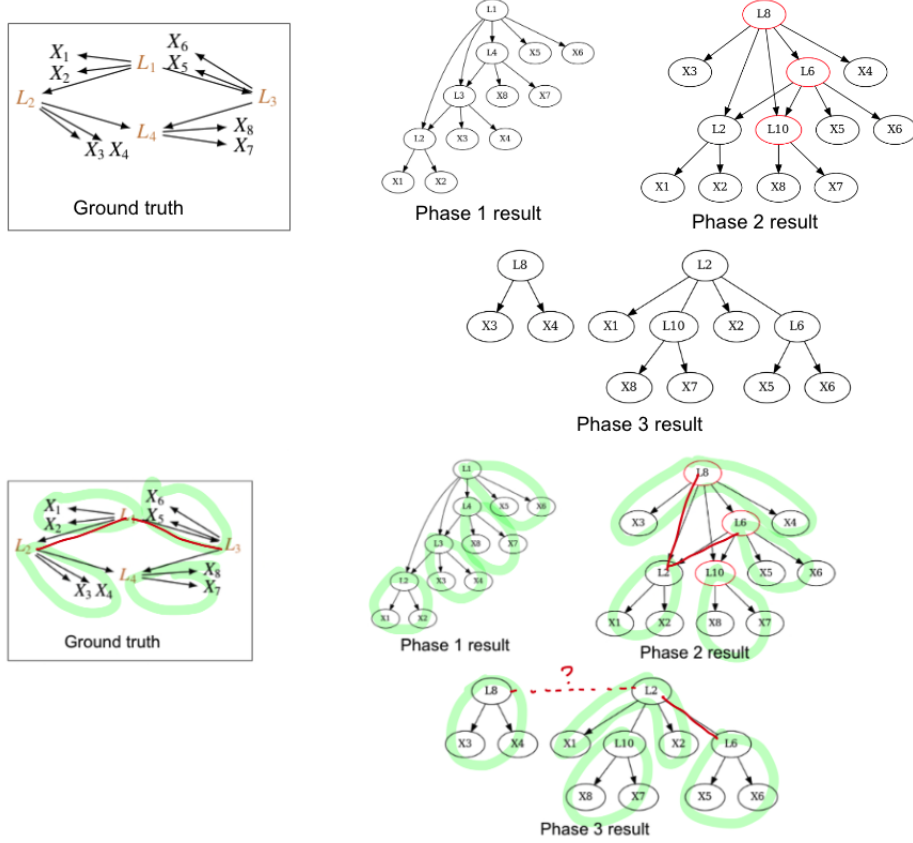 X1 X6
X2 L1 X5
L2 L3
L4 X8
X3 X4 X7
Ground truth
L1
L4 X5 X6
L3 X8 X7
L2 X3 X4
X1 X2
Phase 1 result
L8
X3 L6 X4
L2 L10 X5 X6
X1 X2 X8 X7
Phase 2 result
L8 L2
X3 X4 X1 L10 X2 L6
X8 X7 X5 X6
Phase 3 result
X1 X6
X2 L1 X5
L2 L3
L4 X8
X3 X4 X7
Ground truth
L1
L4 X5 X6
L3 X8 X7
L2 X3 X4
X1 X2
Phase 1 result
L8
X3 L6 X4
L2 L10 X5 X6
X1 X2 X8 X7
Phase 2 result
?
L8 L2
X3 X4 X1 L10 X2 L6
X8 X7 X5 X6
Phase 3 result